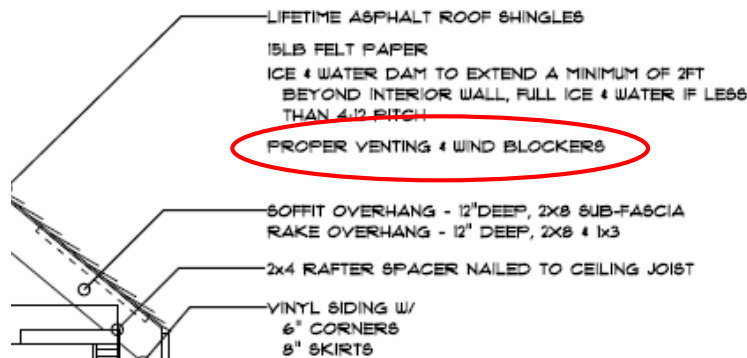 LIFETIME ASPHALT ROOF SHINGLES
15LB FELT PAPER
ICE & WATER DAM TO EXTEND A MINIMUM OF 2FT
BEYOND INTERIOR WALL, FULL ICE & WATER IF LESS
THAN 4:12 PITCH
PROPER VENTING & WIND BLOCKERS
SOFFIT OVERHANG - 12"DEEP, 2X8 SUB-FASCIA
RAKE OVERHANG - 12" DEEP, 2X8 & 1x3
2x4 RAFTER SPACER NAILED TO CEILING JOIST
VINYL SIDING W/
6" CORNERS
8" SKIRTS